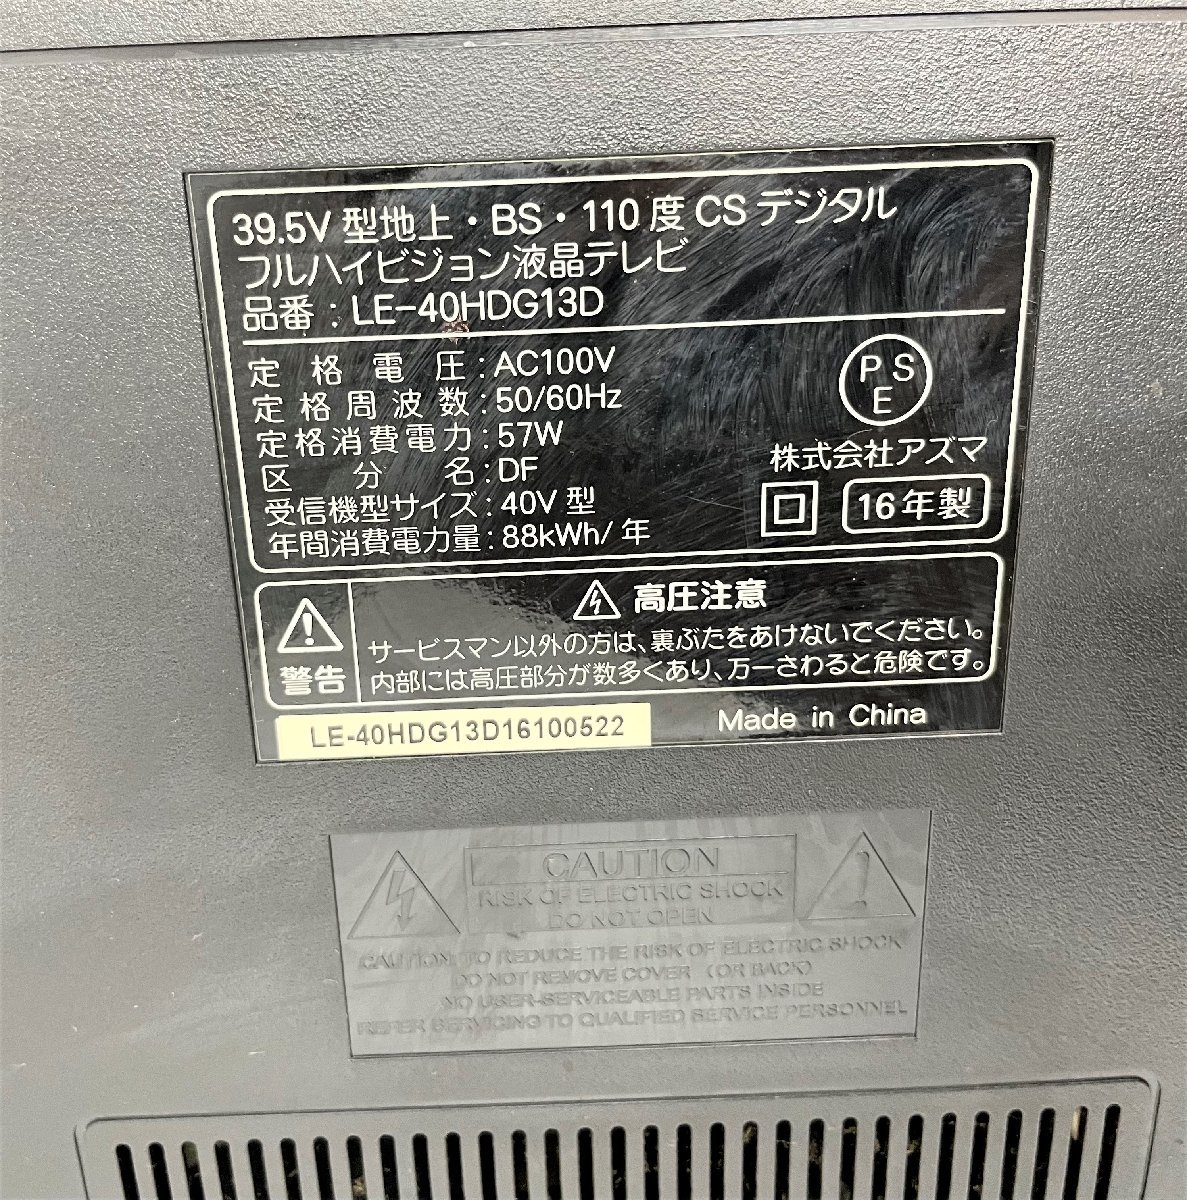 39.5V 型地上・BS・110 度 CS デジタル
フルハイビジョン液晶テレビ
品番 : LE-40HDG13D
定格電圧 : AC100V
定格周波数 : 50/60Hz
定格消費電力 : 57W
区分名 : DF
受信機型サイズ : 40V 型
年間消費電力量 : 88kWh/ 年
P S
E
株式会社アズマ
16年製
警告
高圧注意
サービスマン以外の方は、裏ぶたをあけないでください。
内部には高圧部分が数多くあり、万一さわると危険です。
LE-40HDG13D16100522
Made in China
CAUTION
RISK OF ELECTRIC SHOCK
DO NOT OPEN
CAUTION TO REDUCE THE RISK OF ELECTRIC SHOCK
DO NOT REMOVE COVER (OR BACK)
NO USER-SERVICEABLE PARTS INSIDE
REFER SERVICING TO QUALIFIED SERVICE PERSONNEL